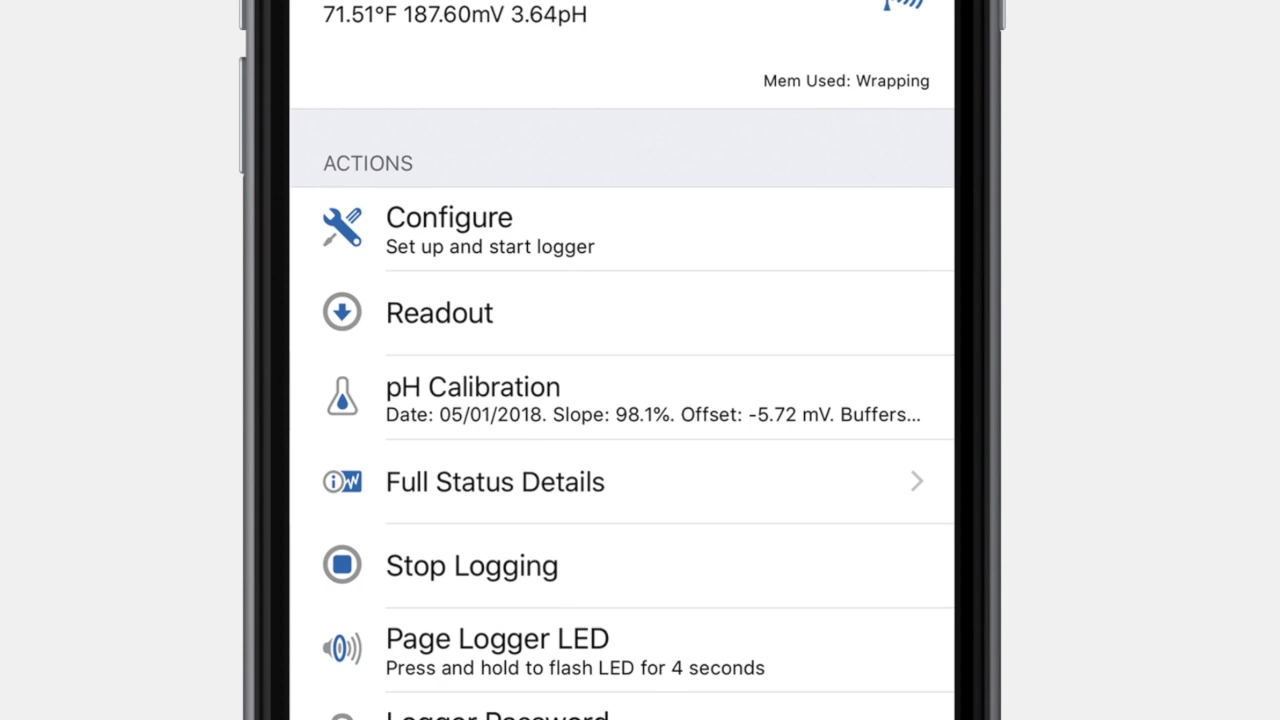 71.51°F 187.60mV 3.64pH
Mem Used: Wrapping
ACTIONS
Configure
Set up and start logger
Readout
pH Calibration
Date: 05/01/2018. Slope: 98.1%. Offset: -5.72 mV. Buffers...
Full Status Details
Stop Logging
Page Logger LED
Press and hold to flash LED for 4 seconds
Logger Password